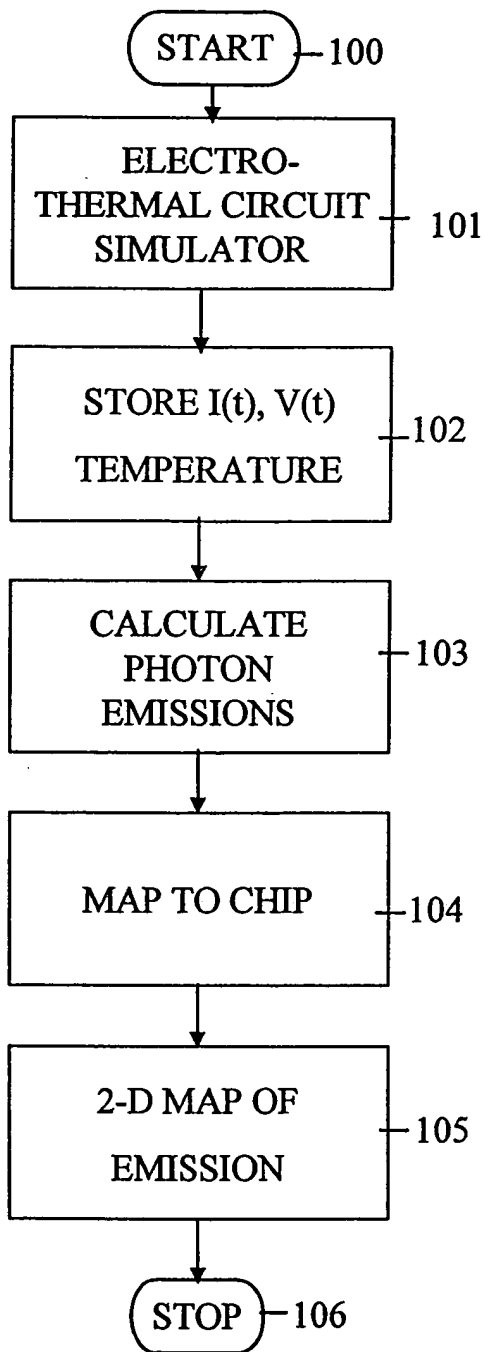 START
100
ELECTRO-
THERMAL CIRCUIT
SIMULATOR
101
STORE I(t), V(t)
TEMPERATURE
102
CALCULATE
PHOTON
EMISSIONS
103
MAP TO CHIP
104
2-D MAP OF
EMISSION
105
STOP
106